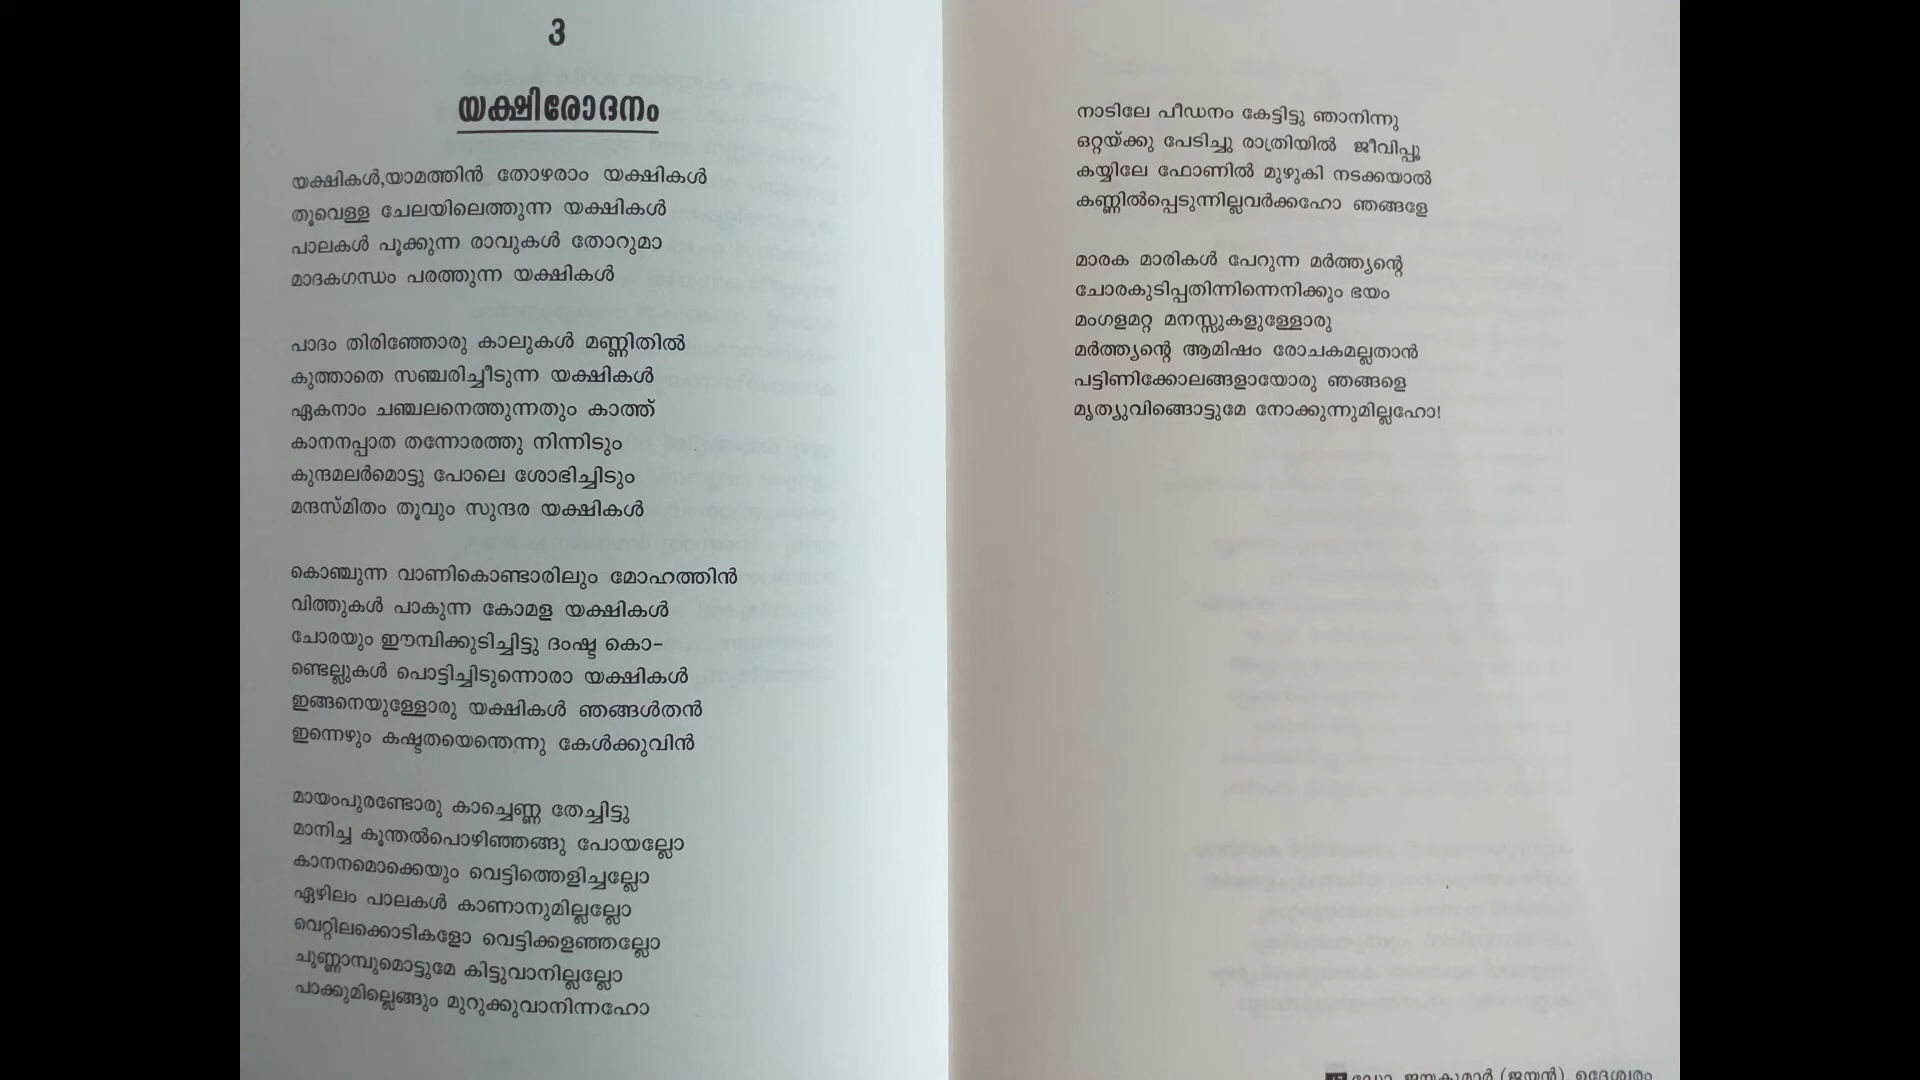 3
യക്ഷിരോദനം
യക്ഷികൾ,യാമത്തിൻ തോഴരാം യക്ഷികൾ
തൂവെള്ള ചേലയിലെത്തുന്ന യക്ഷികൾ
പാലകൾ പൂക്കുന്ന രാവുകൾ തോറുമാ
മാദകഗന്ധം പരത്തുന്ന യക്ഷികൾ
പാദം തിരിഞ്ഞോരു കാലുകൾ മണ്ണിതിൽ
കുത്താതെ സഞ്ചരിച്ചീടുന്ന യക്ഷികൾ
ഏകനാം ചഞ്ചലനെത്തുന്നതും കാത്ത്
കാനനപ്പാത തന്നോരത്തു നിന്നിടും
കുന്ദമലർമൊട്ടു പോലെ ശോഭിച്ചിടും
മന്ദസ്മിതം തൂവും സുന്ദര യക്ഷികൾ
കൊഞ്ചുന്ന വാണികൊണ്ടാരിലും മോഹത്തിൻ
വിത്തുകൾ പാകുന്ന കോമള യക്ഷികൾ
ചോരയും ഈമ്പിക്കുടിച്ചിട്ടു ദംഷ്ട്ര കൊ-
ണ്ടെല്ലുകൾ പൊട്ടിച്ചിടുന്നൊരാ യക്ഷികൾ
ഇങ്ങനെയുള്ളോരു യക്ഷികൾ ഞങ്ങൾതൻ
ഇന്നെഴും കഷ്ടതയെന്തെന്നു കേൾക്കുവിൻ
മായംപുരണ്ടോരു കാച്ചെണ്ണ തേച്ചിട്ടു
മാനിച്ച കൂന്തൽപൊഴിഞ്ഞങ്ങു പോയല്ലോ
കാനനമൊക്കെയും വെട്ടിത്തെളിച്ചല്ലോ
ഏഴിലം പാലകൾ കാണാനുമില്ലല്ലോ
വെറ്റിലക്കൊടികളോ വെട്ടിക്കളഞ്ഞല്ലോ
ചുണ്ണാമ്പുമൊട്ടുമേ കിട്ടുവാനില്ലല്ലോ
പാക്കുമില്ലെങ്ങും മുറുക്കുവാനിന്നഹോ
നാടിലേ പീഡനം കേട്ടിട്ടു ഞാനിന്നു
ഒറ്റയ്ക്കു പേടിച്ചു രാത്രിയിൽ ജീവിപ്പൂ
കയ്യിലേ ഫോണിൽ മുഴുകി നടക്കയാൽ
കണ്ണിൽപ്പെടുന്നില്ലവർക്കഹോ ഞങ്ങളേ
മാരക മാരികൾ പേറുന്ന മർത്ത്യന്റെ
ചോരകുടിപ്പതിന്നിന്നെനിക്കും ഭയം
മംഗളമറ്റ മനസ്സുകളുള്ളോരു
മർത്ത്യന്റെ ആമിഷം രോചകമല്ലതാൻ
പട്ടിണിക്കോലങ്ങളായോരു ഞങ്ങളെ
മൃത്യുവിങ്ങൊട്ടുമേ നോക്കുന്നുമില്ലഹോ!
ഡോ. ജയകുമാർ (ജയൻ), ഉദേശ്വരം